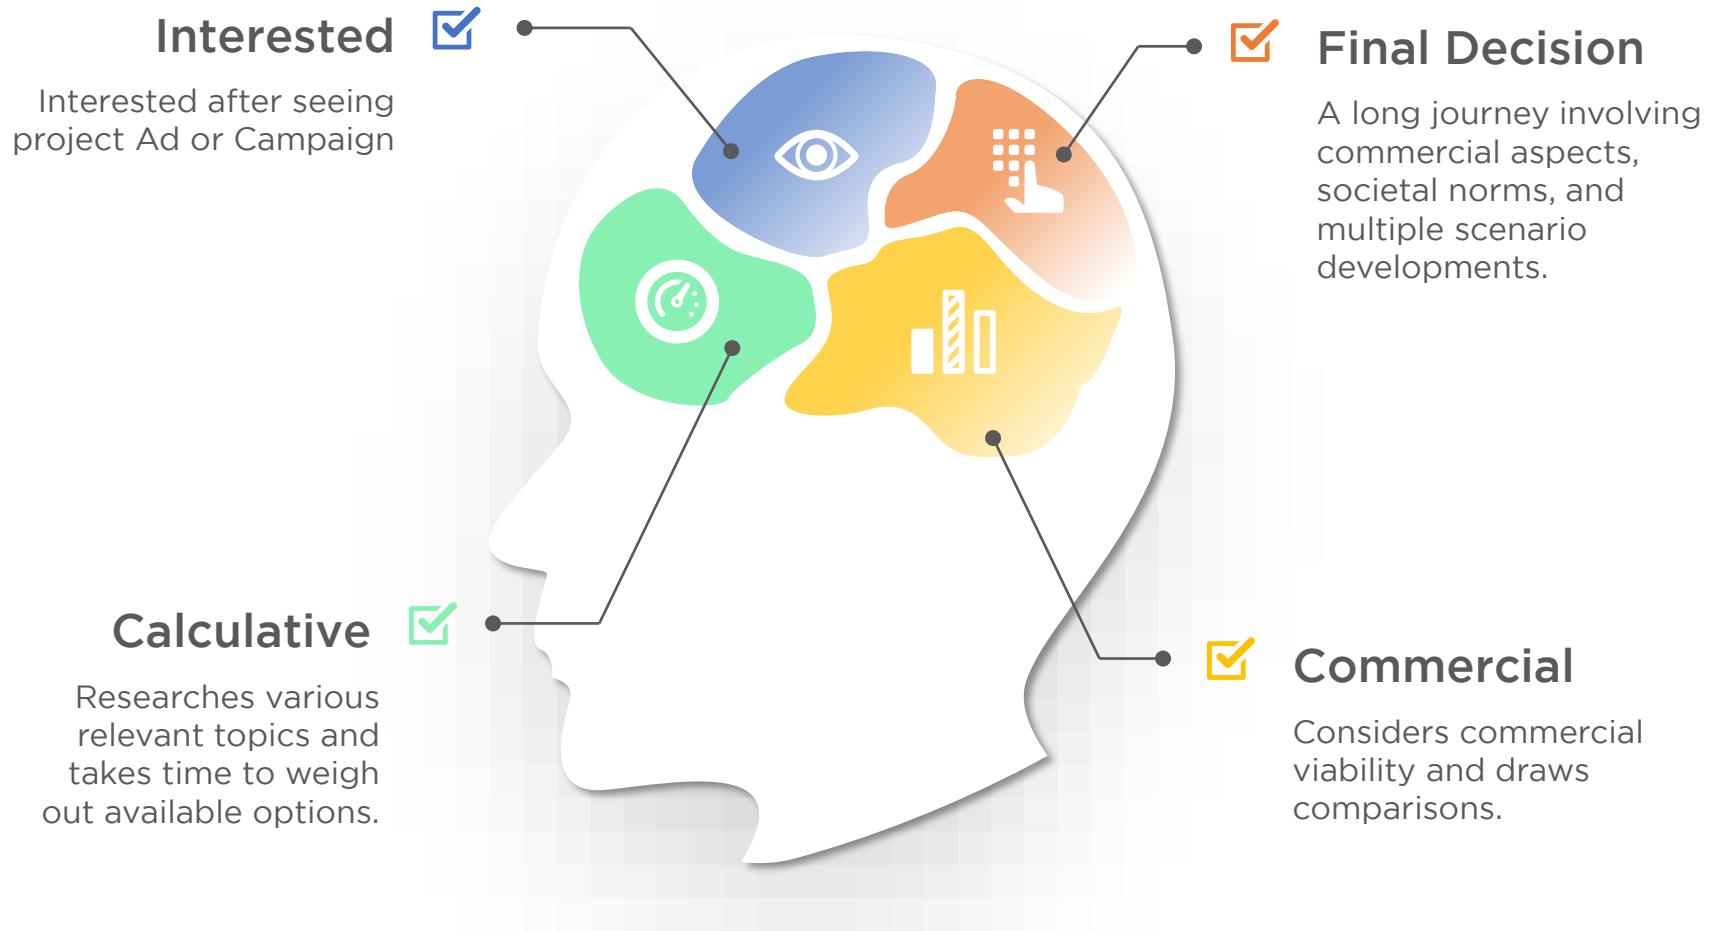 Interested
Interested after seeing
project Ad or Campaign
Final Decision
A long journey involving
commercial aspects,
societal norms, and
multiple scenario
developments.
Calculative
Researches various
relevant topics and
takes time to weigh
out available options.
Commercial
Considers commercial
viability and draws
comparisons.